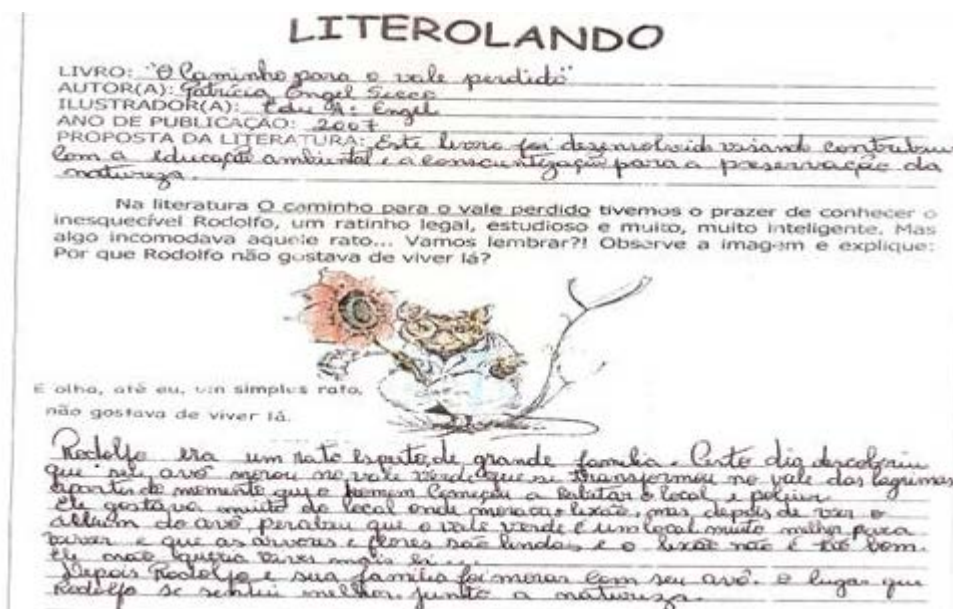 LITEROLANDO
LIVRO: "O Caminho para o vale perdido"
AUTOR(A): Patrícia Engel Secco
ILUSTRADOR(A): Edu A. Engel
ANO DE PUBLICAÇÃO: 2007
PROPOSTA DA LITERATURA: Este livro foi desenvolvido visando contribuir
com a educação ambiental e a conscientização para a preservação da
natureza.
Na literatura O caminho para o vale perdido tivemos o prazer de conhecer o
inesquecível Rodolfo, um ratinho legal, estudioso e muito, muito inteligente. Mas
algo incomodava aquele rato... Vamos lembrar?! Observe a imagem e explique:
Por que Rodolfo não gostava de viver lá?
E olha, até eu, um simples rato,
não gostava de viver lá.
Rodolfo era um rato esperto, de grande família. Certo dia descobriu
que seu avô morou no vale verde que se transformou no vale das lagrimas
apartir do momento que o homem começou a local e poluir.
Ele gostava muito do local onde morava o lixão, mas depois de ver o
album do avô que o vale verde é um local muito melhor para
viver e que as árvores e flores são lindas, e o lixão não é tão bom.
Ele não queria viver mais lá...
Depois Rodolfo e sua família foi morar com seu avô. O lugar que
Rodolfo se sentiu melhor junto a natureza.